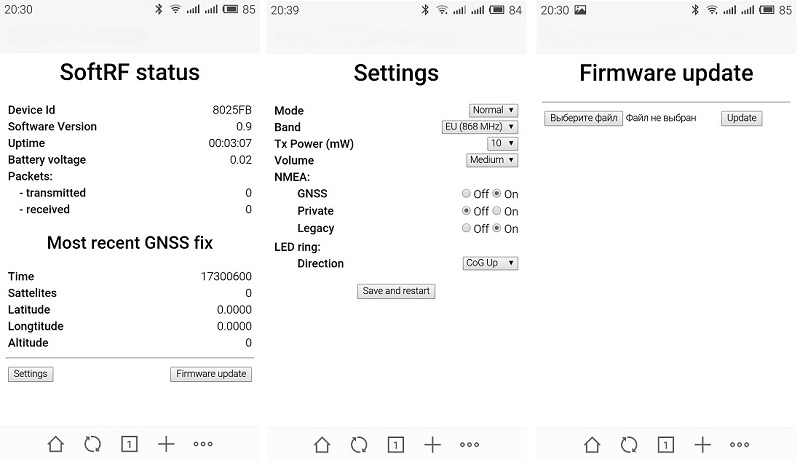 20:30 85
SoftRF status
Device Id 8025FB
Software Version 0.9
Uptime 00:03:07
Battery voltage 0.02
Packets:
- transmitted 0
- received 0
Most recent GNSS fix
Time 17300600
Sattelites 0
Latitude 0.0000
Longtitude 0.0000
Altitude 0
Settings Firmware update
1
20:39 84
Settings
Mode Normal
Band EU (868 MHz)
Tx Power (mW) 10
Volume Medium
NMEA:
GNSS Off On
Private Off On
Legacy Off On
LED ring:
Direction CoG Up
Save and restart
1
20:30 85
Firmware update
Выберите файл Файл не выбран Update
1